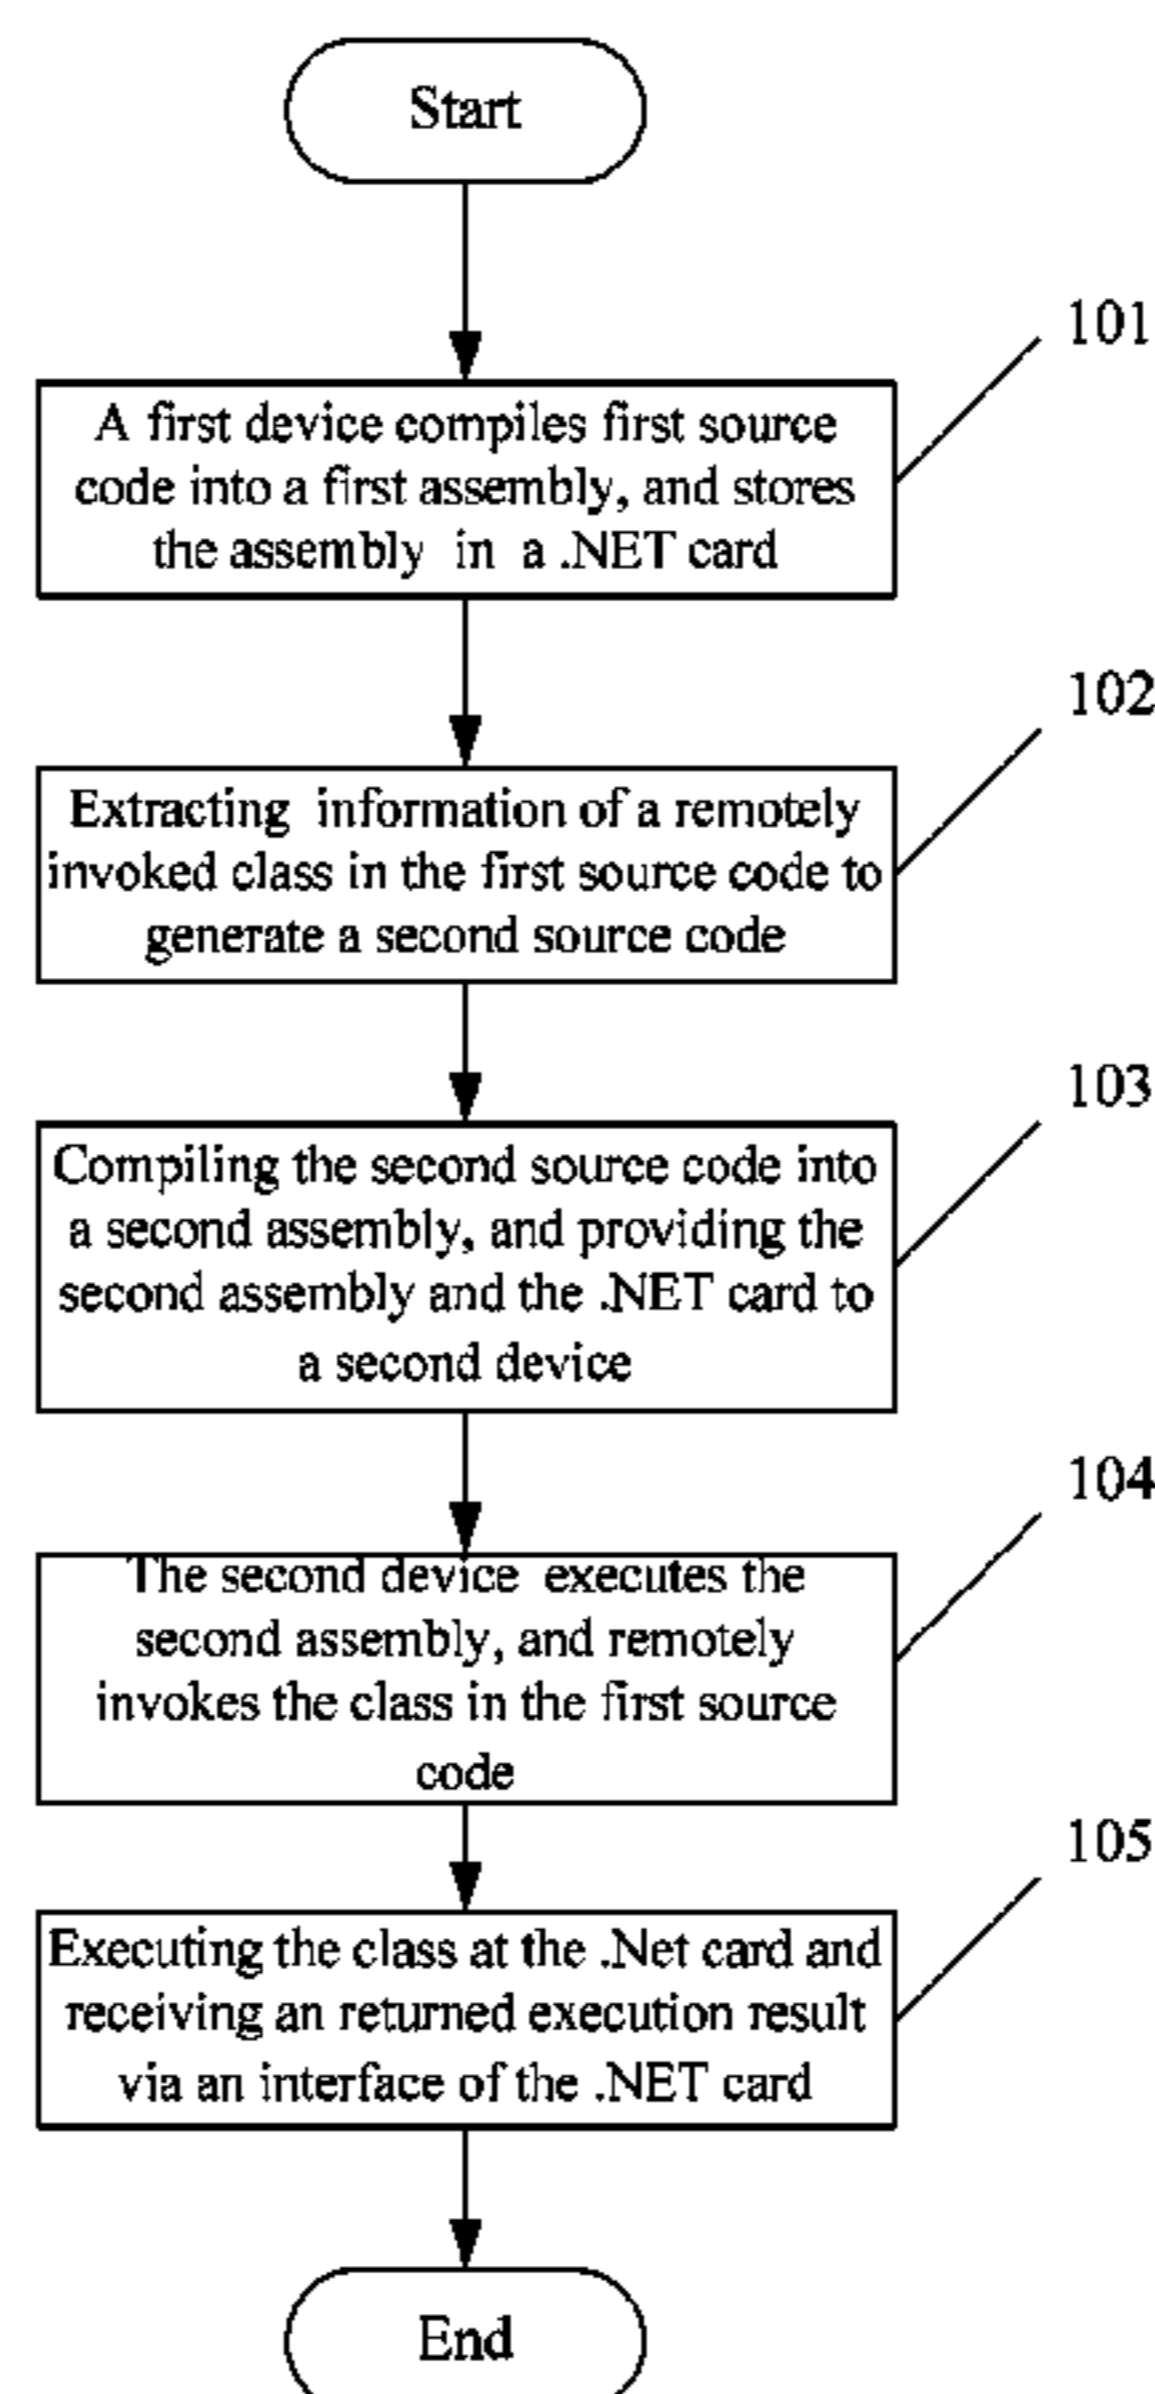 Start
101
A first device compiles first source
code into a first assembly, and stores
the assembly in a .NET card
102
Extracting information of a remotely
invoked class in the first source code to
generate a second source code
103
Compiling the second source code into
a second assembly, and providing the
second assembly and the .NET card to
a second device
104
The second device executes the
second assembly, and remotely
invokes the class in the first source
code
105
Executing the class at the .Net card and
receiving an returned execution result
via an interface of the .NET card
End